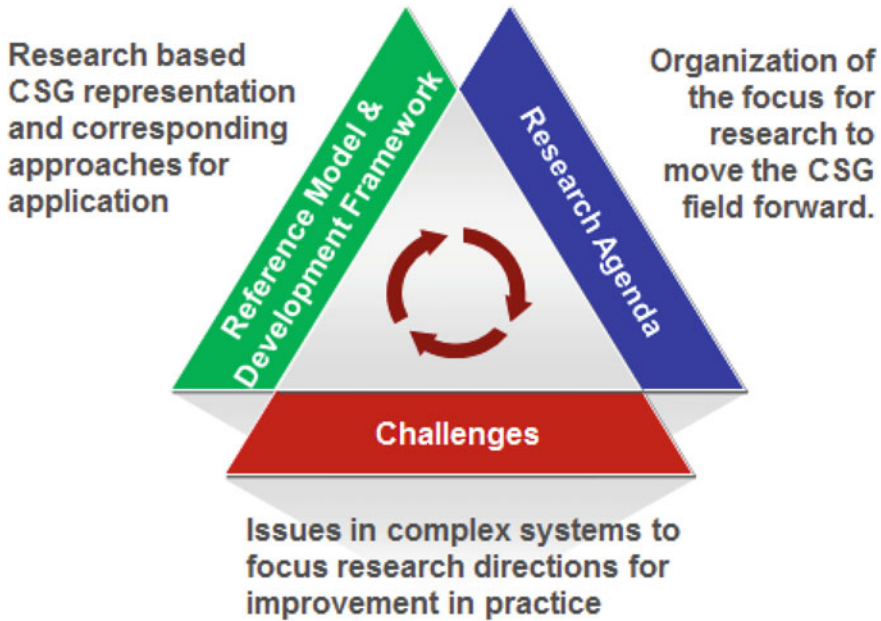 Research based
CSG representation
and corresponding
approaches for
application
Reference Model &
Development Framework
Research Agenda
Organization of
the focus for
research to
move the CSG
field forward.
Challenges
Issues in complex systems to
focus research directions for
improvement in practice